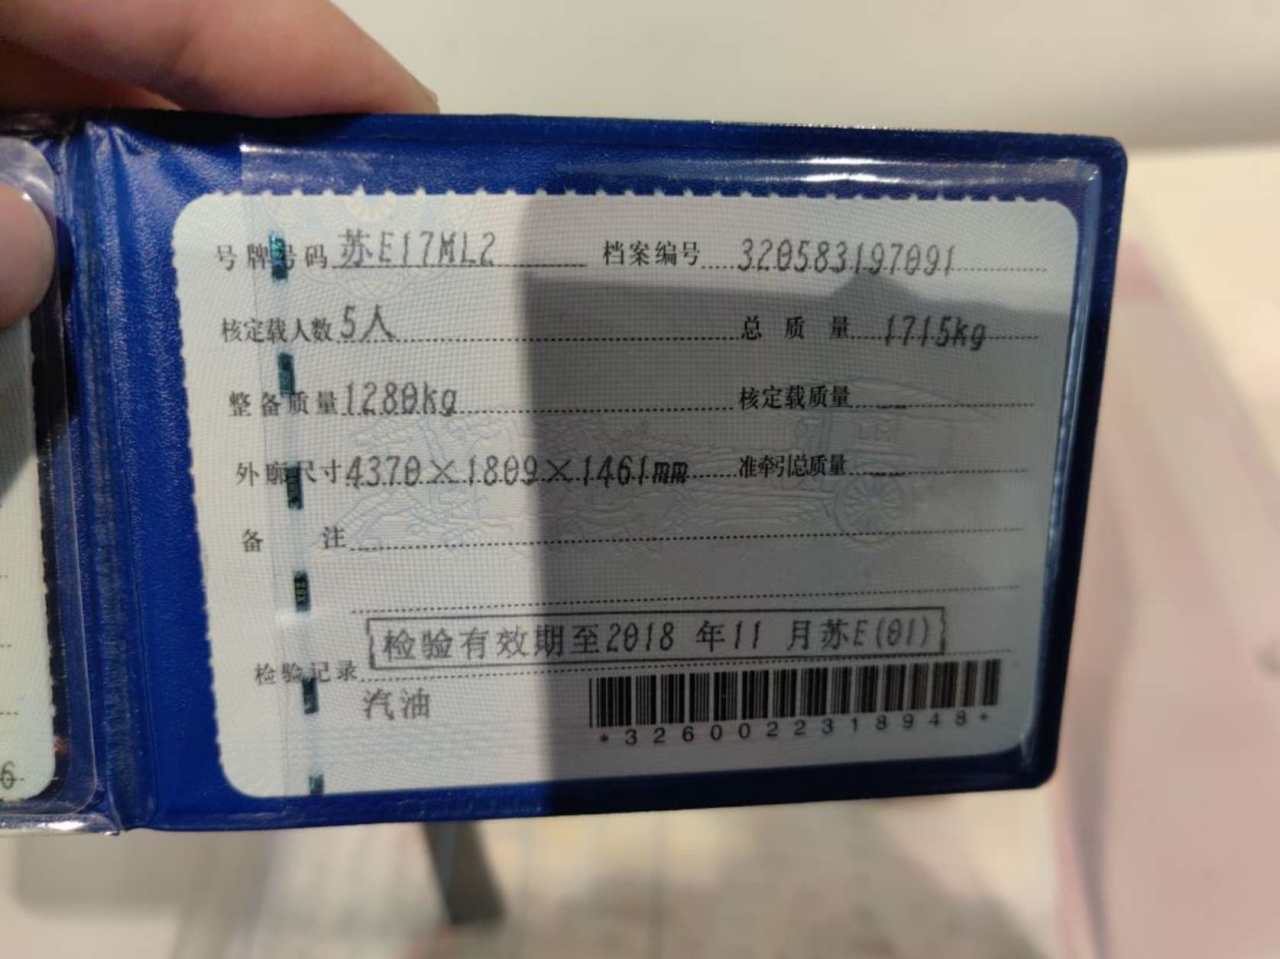 号牌号码 苏E17ML2 档案编号 320583197091
核定载人数 5人 总质量 1715kg
整备质量 1280kg 核定载质量 --
外廓尺寸 4370×1809×1461mm 准牵引总质量 --
备注
检验有效期至2018 年11 月苏E(01)
检验记录
汽油
*3260022318948*
6